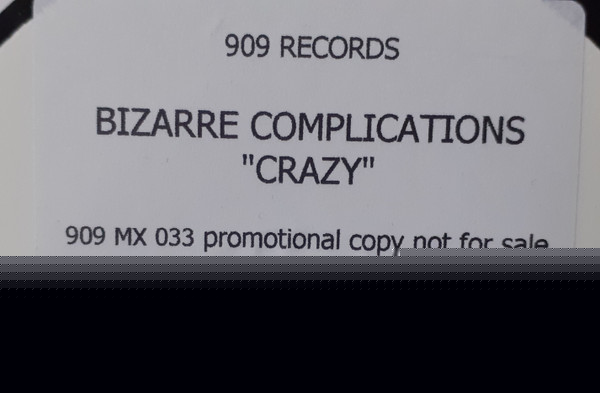 909 RECORDS
BIZARRE COMPLICATIONS
"CRAZY"
909 MX 033 promotional copy not for sale